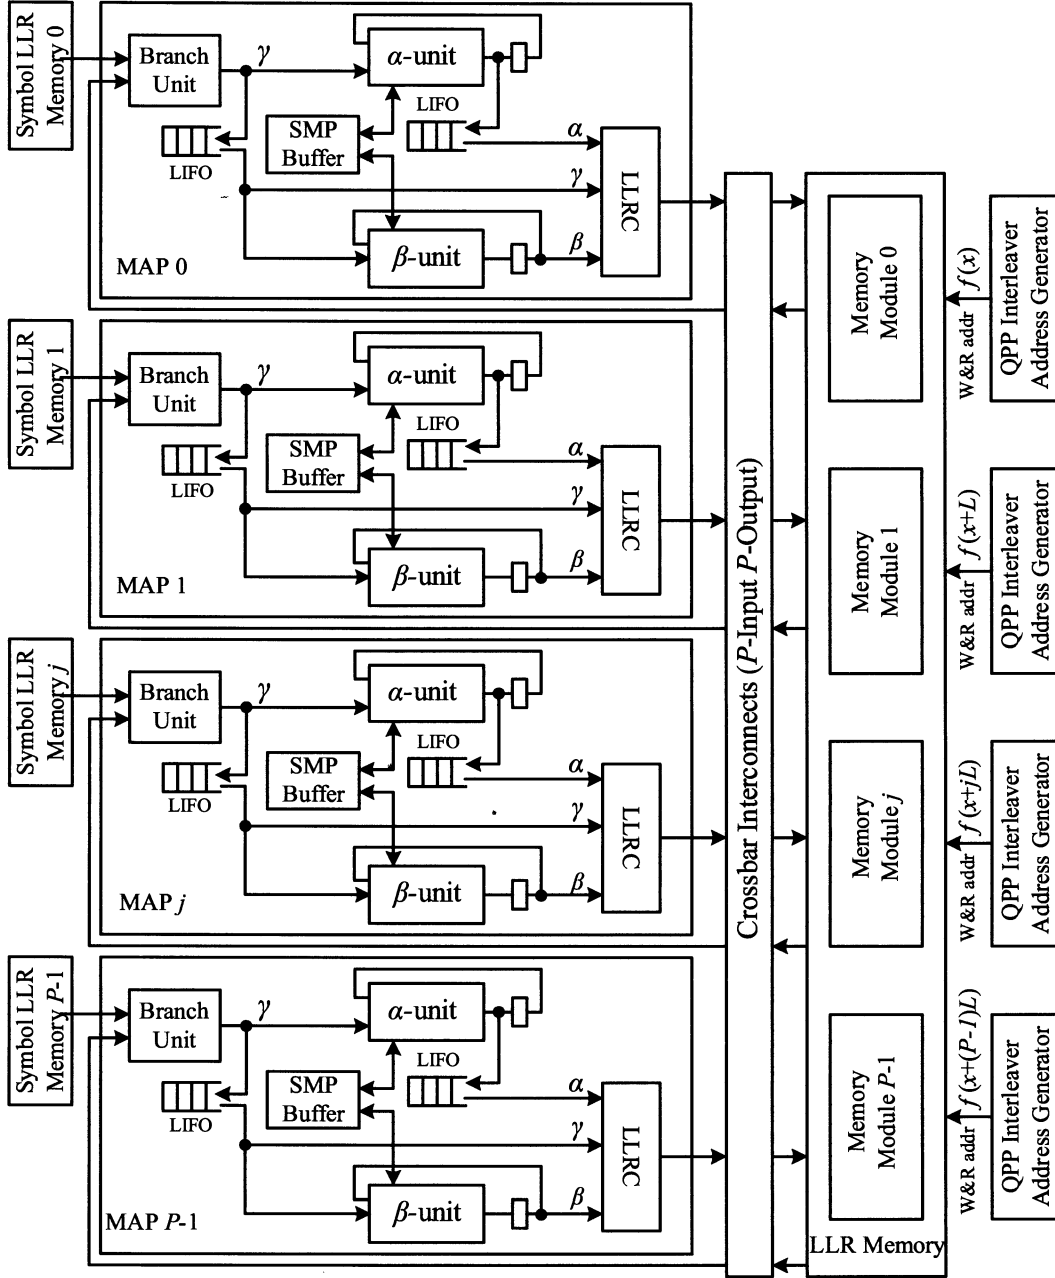 Symbol LLR
Memory 0
Branch
Unit
γ
α-unit
LIFO
LIFO
SMP
Buffer
α
γ
β
β-unit
LLRC
MAP 0
Symbol LLR
Memory 1
Branch
Unit
γ
α-unit
LIFO
LIFO
SMP
Buffer
α
γ
β
β-unit
LLRC
MAP 1
Symbol LLR
Memory j
Branch
Unit
γ
α-unit
LIFO
LIFO
SMP
Buffer
α
γ
β
β-unit
LLRC
MAP j
Symbol LLR
Memory P-1
Branch
Unit
γ
α-unit
LIFO
LIFO
SMP
Buffer
α
γ
β
β-unit
LLRC
MAP P-1
Crossbar Interconnects (P-Input P-Output)
Memory
Module 0
Memory
Module 1
Memory
Module j
Memory
Module P-1
LLR Memory
W&R addr f(x)
QPP Interleaver
Address Generator
W&R addr f(x+L)
QPP Interleaver
Address Generator
W&R addr f(x+jL)
QPP Interleaver
Address Generator
W&R addr f(x+(P-1)L)
QPP Interleaver
Address Generator